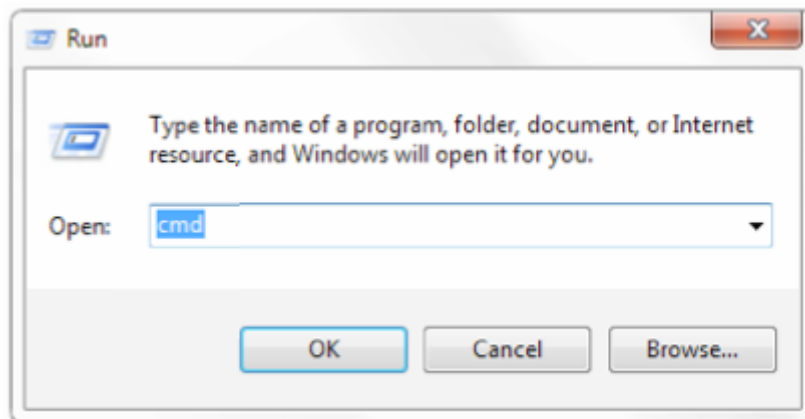 Run
Type the name of a program, folder, document, or Internet
resource, and Windows will open it for you.
Open: cmd
OK Cancel Browse...